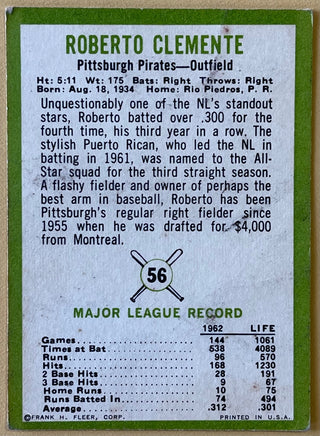 ROBERTO CLEMENTE
Pittsburgh Pirates—Outfield
Ht: 5:11 Wt: 175 Bats: Right Throws: Right
Born: Aug. 18, 1934 Home: Rio Piedros, P. R.
Unquestionably one of the NL's standout
stars, Roberto batted over .300 for the
fourth time, his third year in a row. The
stylish Puerto Rican, who led the NL in
batting in 1961, was named to the All-
Star squad for the third straight season.
A flashy fielder and owner of perhaps the
best arm in baseball, Roberto has been
Pittsburgh's regular right fielder since
1955 when he was drafted for $4,000
from Montreal.
56
MAJOR LEAGUE RECORD
1962 LIFE
Games 144 1061
Times at Bat 538 4089
Runs 96 570
Hits 168 1230
2 Base Hits 28 191
3 Base Hits 9 67
Home Runs 10 75
Runs Batted In 74 494
Average .312 .301
©FRANK H. FLEER, CORP. PRINTED IN U.S.A.